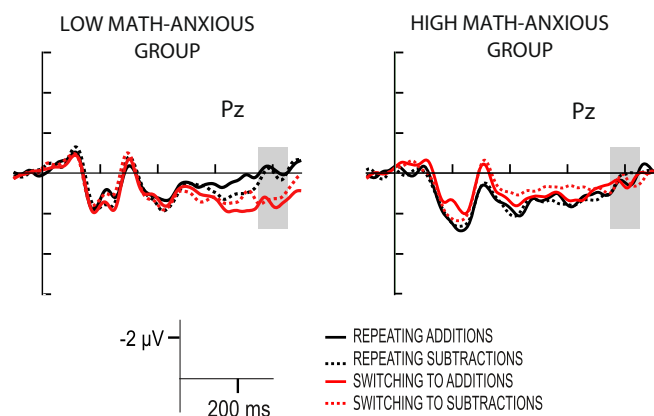 LOW MATH-ANXIOUS
GROUP
HIGH MATH-ANXIOUS
GROUP
Pz
Pz
-2 µV
200 ms
REPEATING ADDITIONS
REPEATING SUBTRACTIONS
SWITCHING TO ADDITIONS
SWITCHING TO SUBTRACTIONS